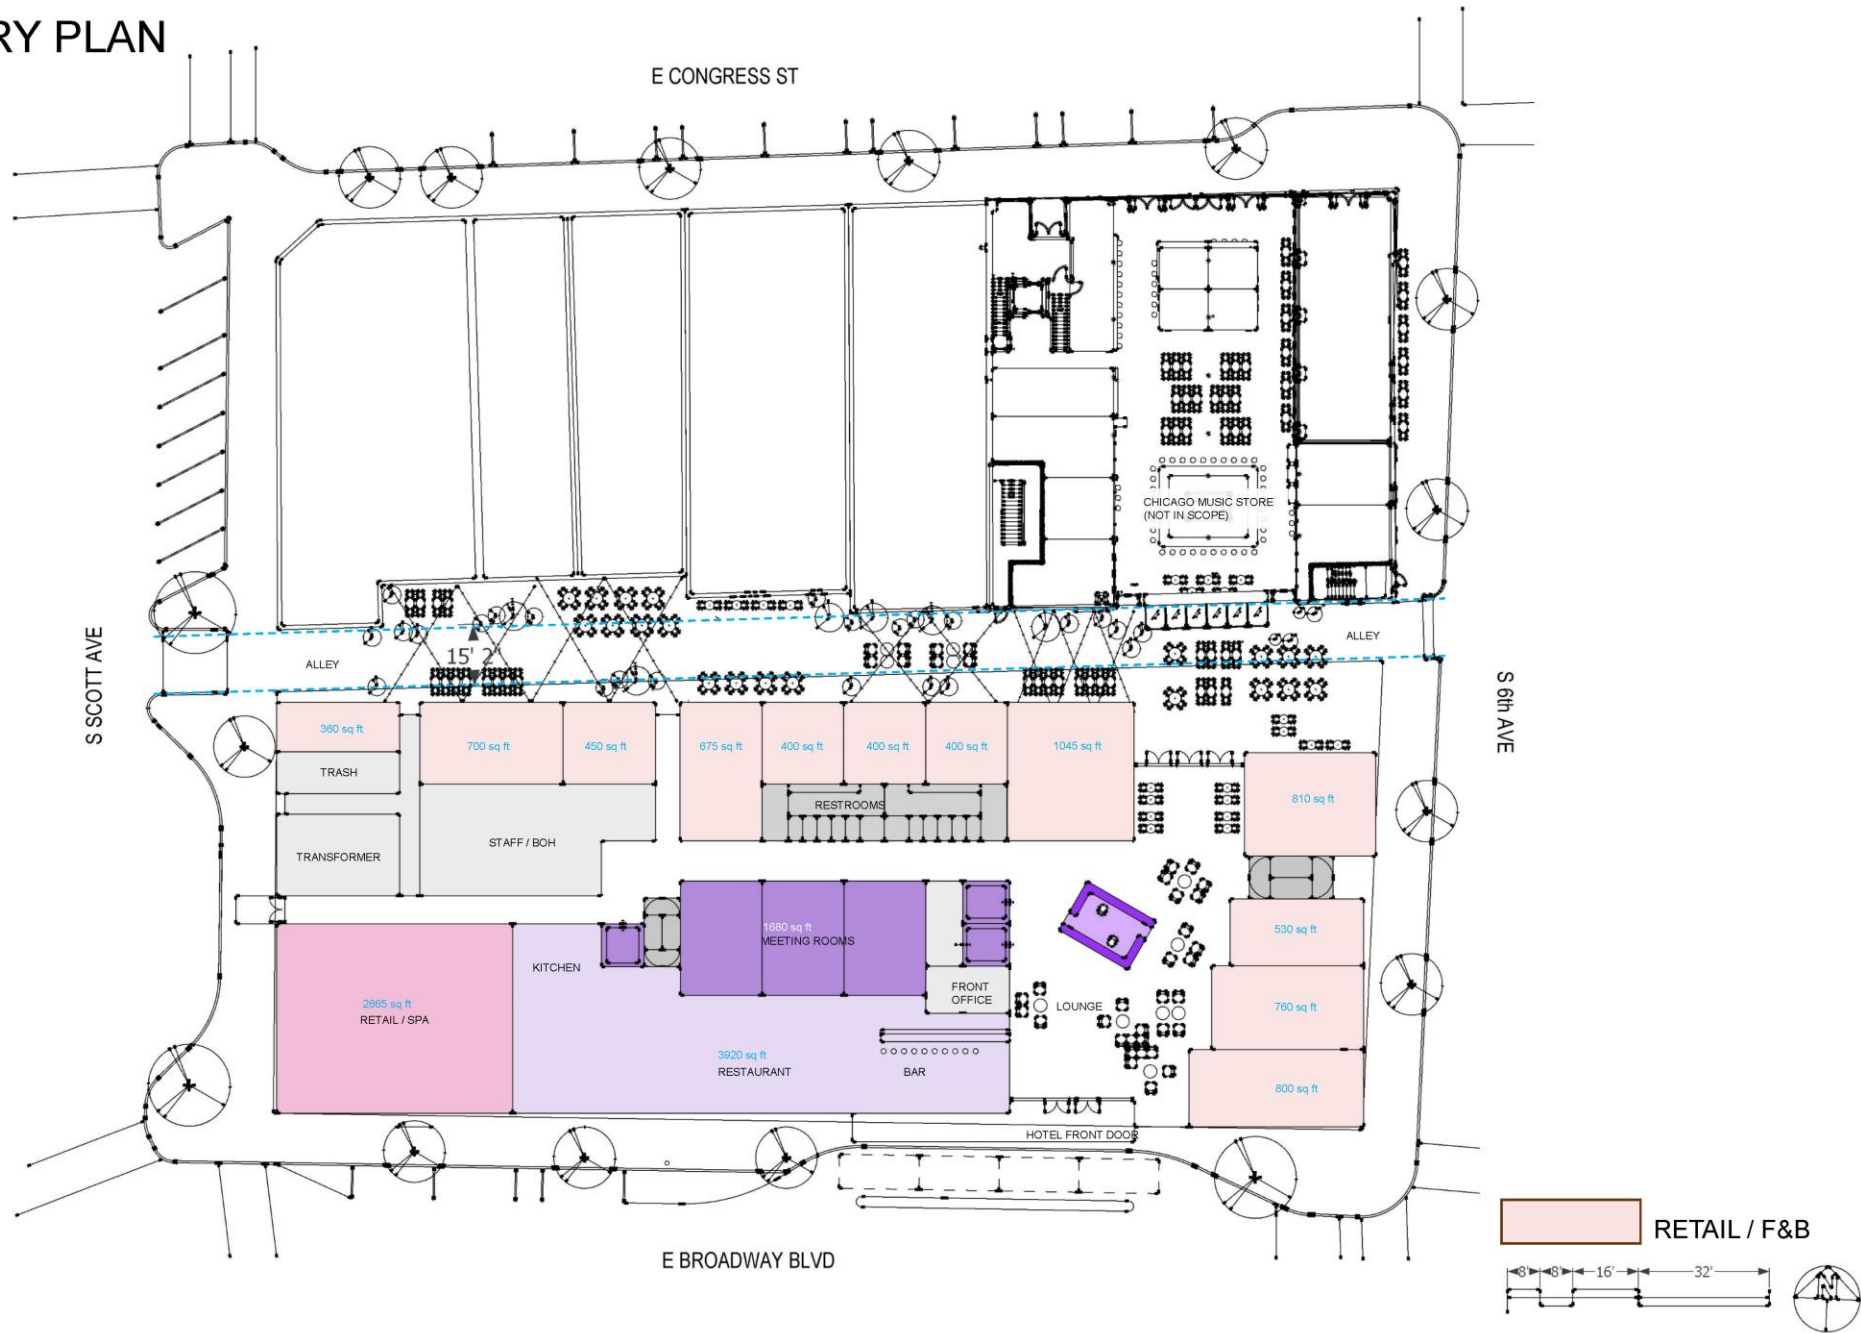 RY PLAN
E CONGRESS ST
CHICAGO MUSIC STORE
(NOT IN SCOPE)
S SCOTT AVE
ALLEY
15' 2"
ALLEY
S 6th AVE
360 sq ft
700 sq ft
450 sq ft
675 sq ft
400 sq ft
400 sq ft
400 sq ft
1045 sq ft
TRASH
810 sq ft
RESTROOMS
STAFF / BOH
TRANSFORMER
1680 sq ft
MEETING ROOMS
530 sq ft
KITCHEN
FRONT
OFFICE
2665 sq ft
RETAIL / SPA
LOUNGE
760 sq ft
3920 sq ft
RESTAURANT
BAR
800 sq ft
HOTEL FRONT DOOR
E BROADWAY BLVD
RETAIL / F&B
8' 8' 16' 32'
N